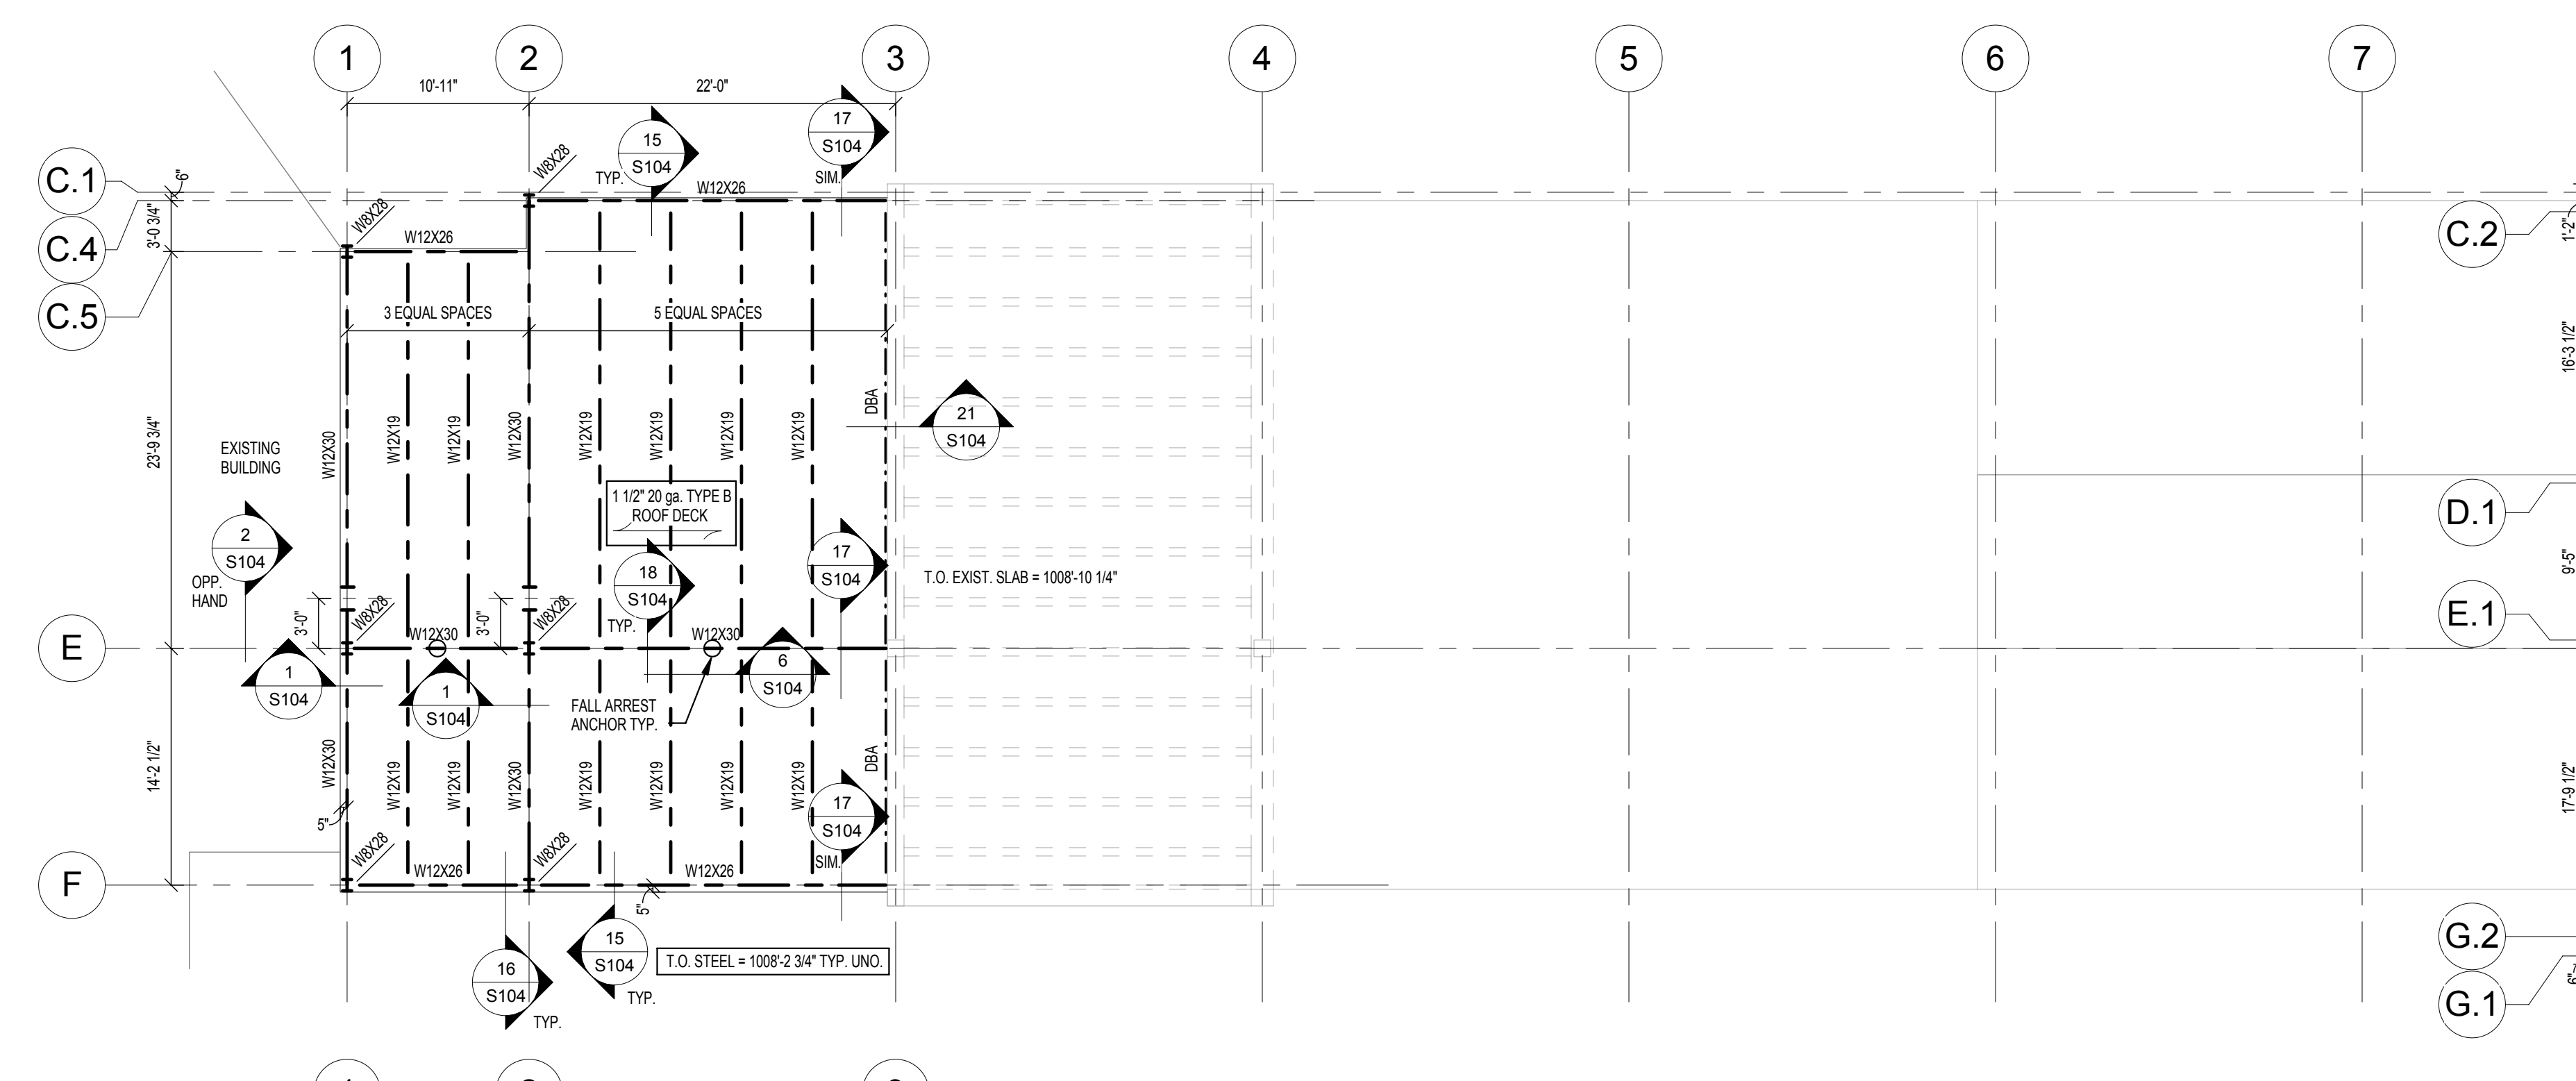 1
2
3
4
5
6
7
10'-11"
22'-0"
15
S104
TYP.
17
S104
SIM.
C.1
C.4
C.5
6"
3'-0 3/4"
W8X28
W8X28
W12X26
W12X26
C.2
1'-2"
3 EQUAL SPACES
5 EQUAL SPACES
16'-3 1/2"
DBA
21
S104
23'-9 3/4"
EXISTING
BUILDING
W12X30
W12X19
W12X19
W12X30
W12X19
W12X19
W12X19
W12X19
1 1/2" 20 ga. TYPE B
ROOF DECK
D.1
2
S104
OPP.
HAND
17
S104
18
S104
TYP.
T.O. EXIST. SLAB = 1008'-10 1/4"
9'-5"
E.1
3'-0"
W8X28
W12X30
3'-0"
W8X28
W12X30
E
1
S104
1
S104
6
S104
FALL ARREST
ANCHOR TYP.
14'-2 1/2"
W12X30
W12X19
W12X19
W12X30
W12X19
W12X19
W12X19
W12X19
DBA
17
S104
SIM.
17'-9 1/2"
5"
W8X28
W12X26
W8X28
W12X26
F
5"
15
S104
TYP.
16
S104
TYP.
T.O. STEEL = 1008'-2 3/4" TYP. UNO.
G.2
G.1
6"